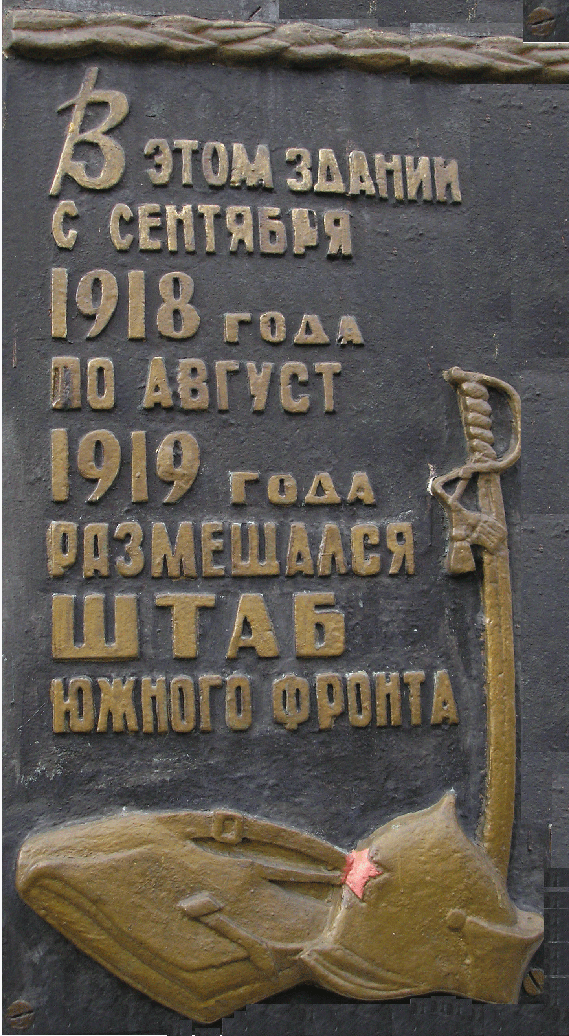 В этом здании
с сентября
1918 года
по август
1919 года
размещался
штаб
Южного фронта